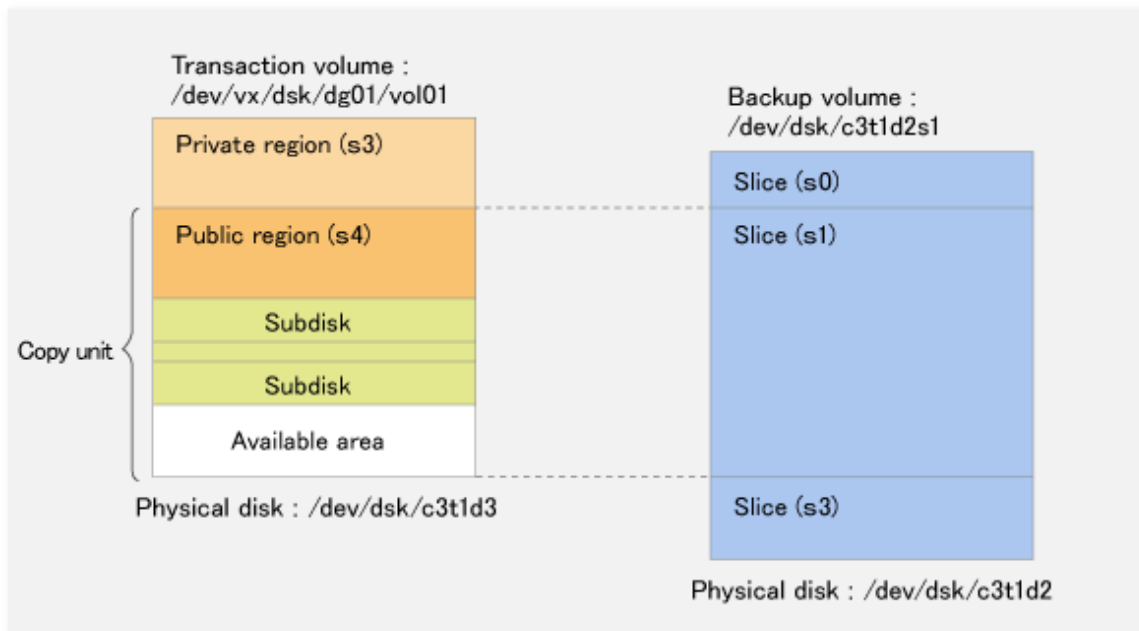 Transaction volume :
/dev/vx/dsk/dg01/vol01
Private region (s3)
Public region (s4)
Subdisk
Subdisk
Available area
Copy unit
Physical disk : /dev/dsk/c3t1d3
Backup volume :
/dev/dsk/c3t1d2s1
Slice (s0)
Slice (s1)
Slice (s3)
Physical disk : /dev/dsk/c3t1d2